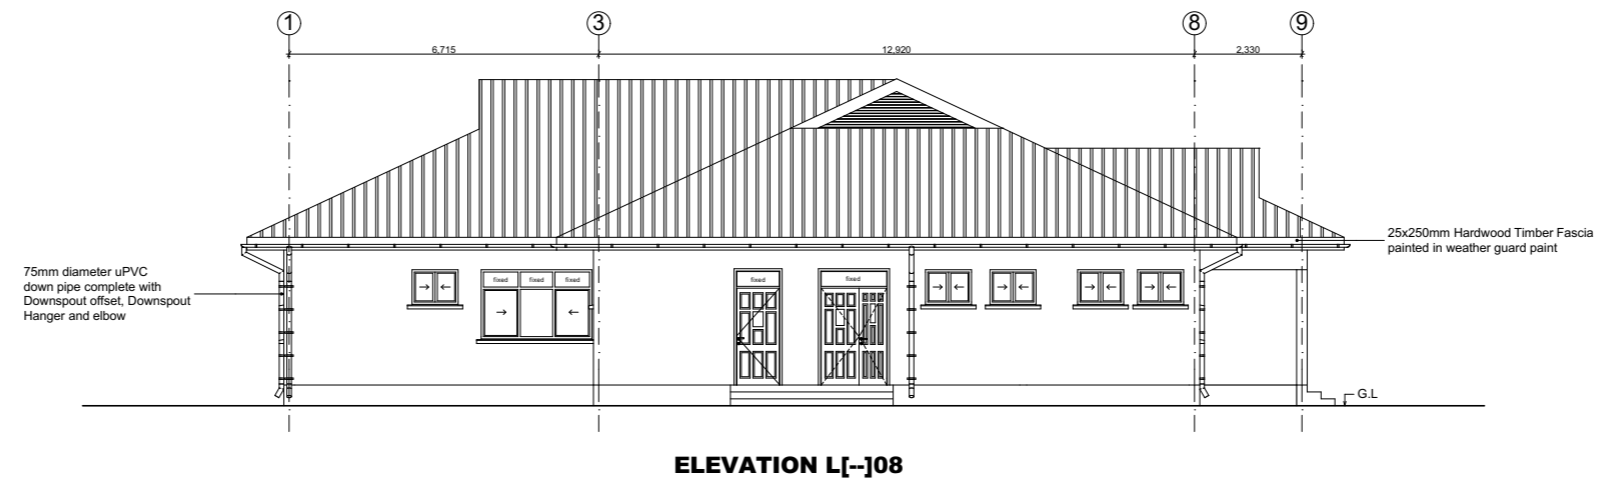 1 3 8 9
6,715 12,920 2,330
25x250mm Hardwood Timber Fascia
painted in weather guard paint
75mm diameter uPVC
down pipe complete with
Downspout offset, Downspout
Hanger and elbow
fixed fixed fixed fixed fixed
G.L
ELEVATION L[--]08